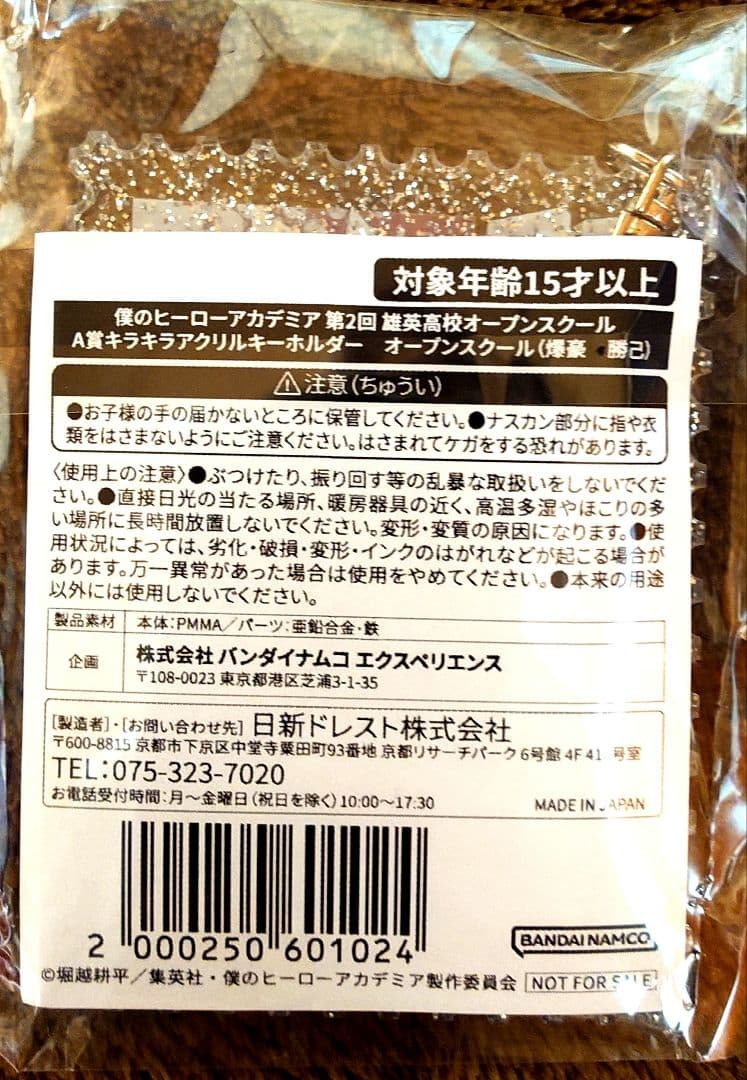 対象年齢15才以上
僕のヒーローアカデミア 第2回 雄英高校オープンスクール
A賞キラキラアクリルキーホルダー　オープンスクール(爆豪 勝己)
⚠注意(ちゅうい)
●お子様の手の届かないところに保管してください。●ナスカン部分に指や衣
類をはさまないようにご注意ください。はさまれてケガをする恐れがあります。
〈使用上の注意〉●ぶつけたり、振り回す等の乱暴な取扱いをしないでくだ
さい。●直接日光の当たる場所、暖房器具の近く、高温多湿やほこりの多
い場所に長時間放置しないでください。変形・変質の原因になります。●使
用状況によっては、劣化・破損・変形・インクのはがれなどが起こる場合が
あります。万一異常があった場合は使用をやめてください。●本来の用途
以外には使用しないでください。
製品素材 本体:PMMA／パーツ:亜鉛合金・鉄
企画 株式会社 バンダイナムコ エクスペリエンス
〒108-0023 東京都港区芝浦3-1-35
[製造者]・[お問い合わせ先] 日新ドレスト株式会社
〒600-8815 京都市下京区中堂寺粟田町93番地 京都リサーチパーク 6号館 4F 号室
TEL:075-323-7020
お電話受付時間:月〜金曜日(祝日を除く)10:00〜17:30 MADE IN JAPAN
2 000250 601024
BANDAI NAMCO
©堀越耕平／集英社・僕のヒーローアカデミア製作委員会 NOT FOR SALE